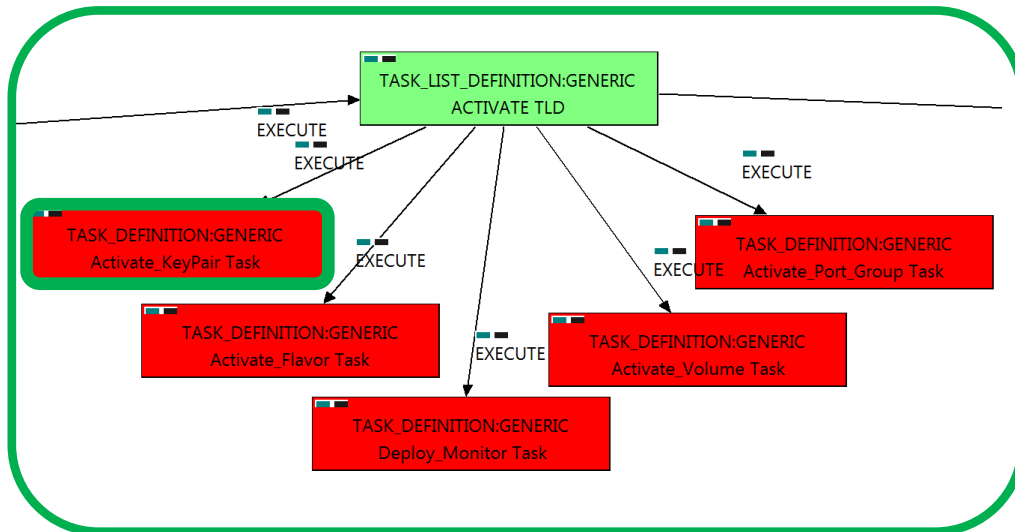 TASK_LIST_DEFINITION:GENERIC
ACTIVATE TLD
EXECUTE
EXECUTE
EXECUTE
TASK_DEFINITION:GENERIC
Activate_KeyPair Task
TASK_DEFINITION:GENERIC
Activate_Port_Group Task
EXECUTE
EXECUTE
TASK_DEFINITION:GENERIC
Activate_Flavor Task
EXECUTE
TASK_DEFINITION:GENERIC
Activate_Volume Task
TASK_DEFINITION:GENERIC
Deploy_Monitor Task